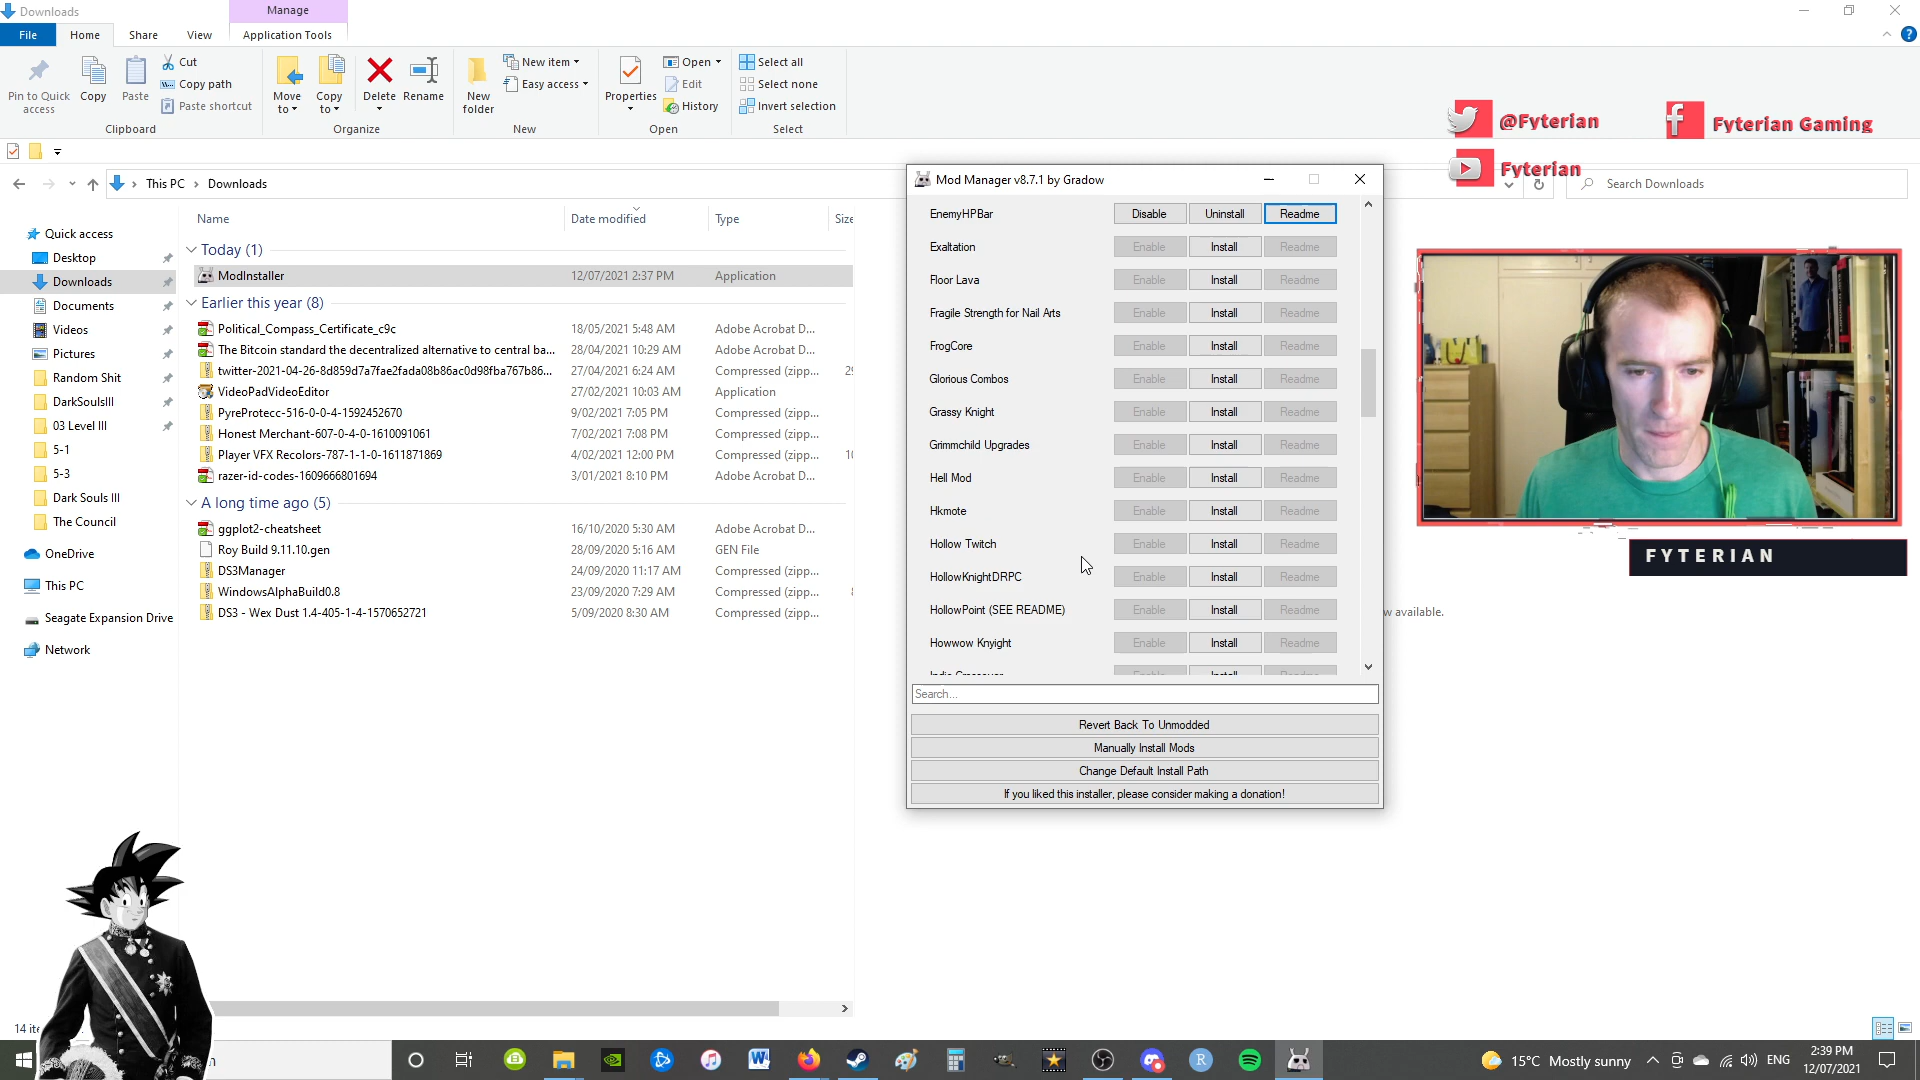 Downloads
Manage
File
Home
Share
View
Application Tools
Pin to Quick access
Copy
Paste
Cut
Copy path
Paste shortcut
Clipboard
Move to
Copy to
Delete
Rename
Organize
New folder
New item
Easy access
New
Properties
Open
Edit
History
Open
Select all
Select none
Invert selection
Select
@Fyterian
Fyterian Gaming
Fyterian
This PC
Downloads
Search Downloads
Name
Date modified
Type
Size
Quick access
Desktop
Downloads
Documents
Videos
Pictures
Random Shit
DarkSoulsIII
03 Level III
5-1
5-3
Dark Souls III
The Council
OneDrive
This PC
Seagate Expansion Drive
Network
Today (1)
ModInstaller 12/07/2021 2:37 PM Application
Earlier this year (8)
Political_Compass_Certificate_c9c 18/05/2021 5:48 AM Adobe Acrobat D...
The Bitcoin standard the decentralized alternative to central ba... 28/04/2021 10:29 AM Adobe Acrobat D...
twitter-2021-04-26-8d859d7a7fae2fada08b86ac0d98fba767b86... 27/04/2021 6:24 AM Compressed (zipp...
VideoPadVideoEditor 27/02/2021 10:03 AM Application
PyreProtecc-516-0-0-4-1592452670 9/02/2021 7:05 PM Compressed (zipp...
Honest Merchant-607-0-4-0-1610091061 7/02/2021 7:08 PM Compressed (zipp...
Player VFX Recolors-787-1-1-0-1611871869 4/02/2021 12:00 PM Compressed (zipp...
razer-id-codes-1609666801694 3/01/2021 8:10 PM Adobe Acrobat D...
A long time ago (5)
ggplot2-cheatsheet 16/10/2020 5:30 AM Adobe Acrobat D...
Roy Build 9.11.10.gen 28/09/2020 5:16 AM GEN File
DS3Manager 24/09/2020 11:17 AM Compressed (zipp...
WindowsAlphaBuild0.8 23/09/2020 7:29 AM Compressed (zipp...
DS3 - Wex Dust 1.4-405-1-4-1570652721 5/09/2020 8:30 AM Compressed (zipp...
Mod Manager v8.7.1 by Gradow
EnemyHPBar Disable Uninstall Readme
Exaltation Enable Install Readme
Floor Lava Enable Install Readme
Fragile Strength for Nail Arts Enable Install Readme
FrogCore Enable Install Readme
Glorious Combos Enable Install Readme
Grassy Knight Enable Install Readme
Grimmchild Upgrades Enable Install Readme
Hell Mod Enable Install Readme
Hkmote Enable Install Readme
Hollow Twitch Enable Install Readme
HollowKnightDRPC Enable Install Readme
HollowPoint (SEE README) Enable Install Readme
Howwow Knyight Enable Install Readme
Search...
Revert Back To Unmodded
Manually Install Mods
Change Default Install Path
If you liked this installer, please consider making a donation!
FYTERIAN
available.
14
15°C Mostly sunny
ENG
2:39 PM
12/07/2021